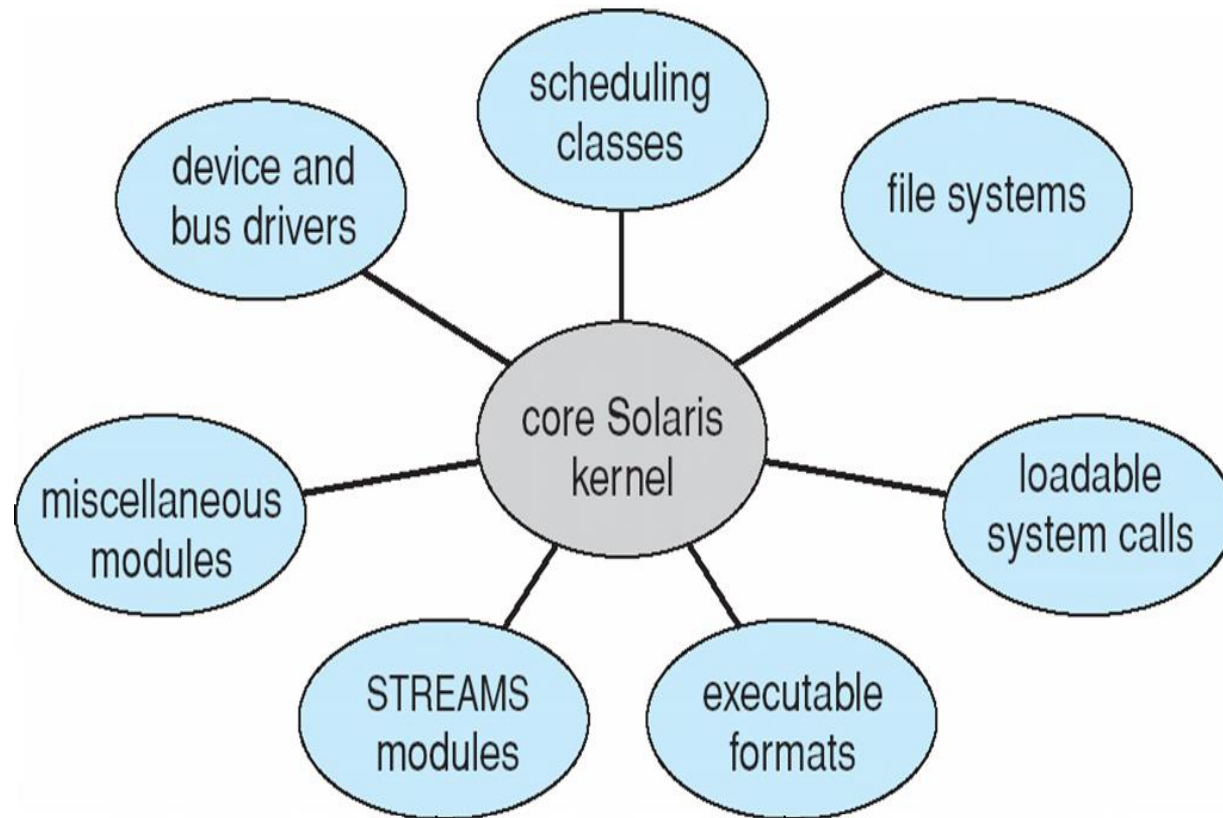 scheduling
classes
device and
bus drivers
file systems
core Solaris
kernel
loadable
system calls
miscellaneous
modules
STREAMS
modules
executable
formats